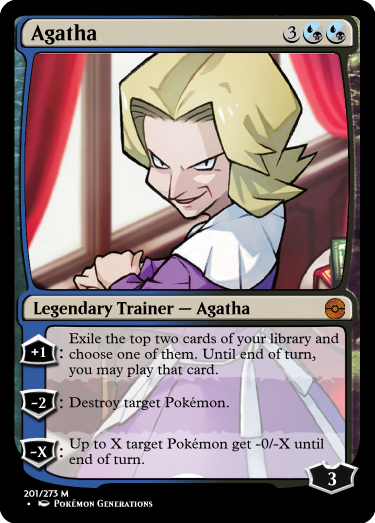 Agatha 3
Legendary Trainer — Agatha
+1: Exile the top two cards of your library and
choose one of them. Until end of turn,
you may play that card.
-2: Destroy target Pokémon.
-X: Up to X target Pokémon get -0/-X until
end of turn.
3
201/273 M
• Pokémon Generations